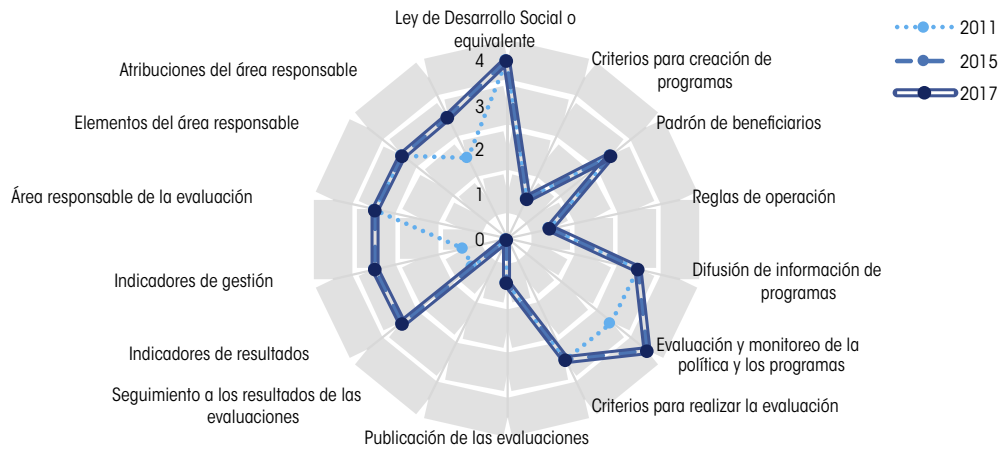 Ley de Desarrollo Social o
equivalente
Criterios para creación de
programas
Padrón de beneficiarios
Reglas de operación
Difusión de información de
programas
Evaluación y monitoreo de la
política y los programas
Criterios para realizar la evaluación
Publicación de las evaluaciones
Seguimiento a los resultados de las
evaluaciones
Indicadores de resultados
Indicadores de gestión
Área responsable de la evaluación
Elementos del área responsable
Atribuciones del área responsable
4
3
2
1
0
2011
2015
2017